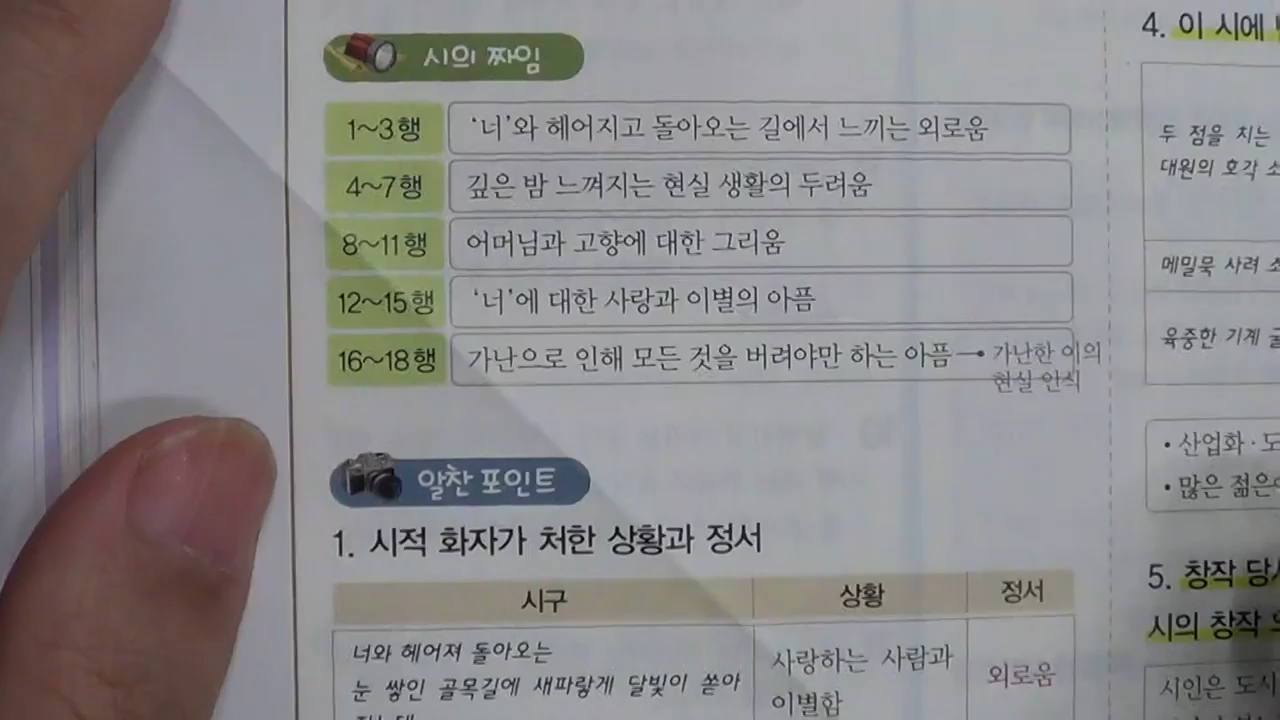 시의 짜임
1~3행 '너'와 헤어지고 돌아오는 길에서 느끼는 외로움
4~7행 깊은 밤 느껴지는 현실 생활의 두려움
8~11행 어머님과 고향에 대한 그리움
12~15행 '너'에 대한 사랑과 이별의 아픔
16~18행 가난으로 인해 모든 것을 버려야만 하는 아픔 → 가난한 이의
현실 인식
알찬 포인트
1. 시적 화자가 처한 상황과 정서
시구 상황 정서
너와 헤어져 돌아오는
눈 쌓인 골목길에 새파랗게 달빛이 쏟아
사랑하는 사람과
이별함
외로움
4. 이 시에
두 점을 치는
대원의 호각
메밀묵 사려
육중한 기계
• 산업화·도
• 많은 젊은
5. 창작 당시
시의 창작
시인은 도시